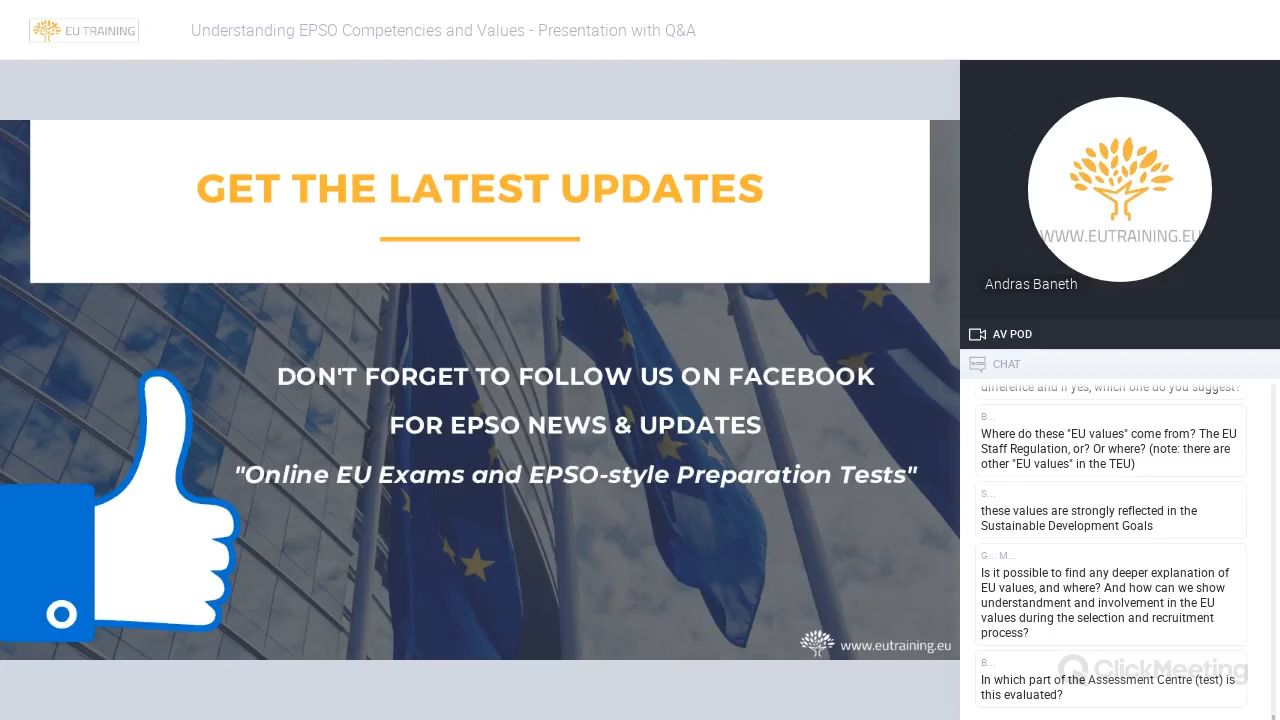 EU TRAINING
Understanding EPSO Competencies and Values - Presentation with Q&A
GET THE LATEST UPDATES
DON'T FORGET TO FOLLOW US ON FACEBOOK
FOR EPSO NEWS & UPDATES
"Online EU Exams and EPSO-style Preparation Tests"
www.eutraining.eu
WWW.EUTRAINING.EU
Andras Baneth
AV POD
CHAT
difference and if yes, which one do you suggest?
B...
Where do these "EU values" come from? The EU
Staff Regulation, or? Or where? (note: there are
other "EU values" in the TEU)
S...
these values are strongly reflected in the
Sustainable Development Goals
G... M...
Is it possible to find any deeper explanation of
EU values, and where? And how can we show
understandment and involvement in the EU
values during the selection and recruitment
process?
B...
In which part of the Assessment Centre (test) is
this evaluated?
ClickMeeting